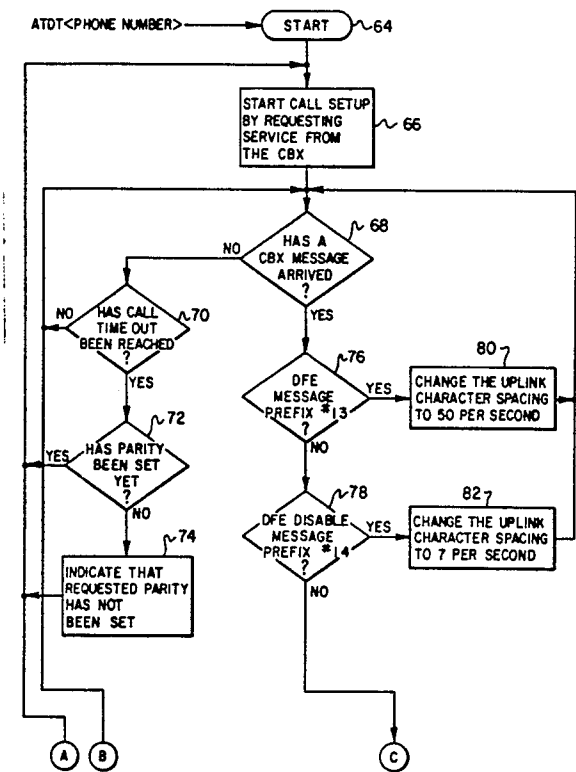 ATDT<PHONE NUMBER>
START
64
START CALL SETUP
BY REQUESTING
SERVICE FROM
THE CBX
66
68
HAS A
CBX MESSAGE
ARRIVED
?
NO
YES
70
HAS CALL
TIME OUT
BEEN REACHED
?
NO
YES
76
DFE
MESSAGE
PREFIX #13
?
YES
NO
80
CHANGE THE UPLINK
CHARACTER SPACING
TO 50 PER SECOND
72
HAS PARITY
BEEN SET
YET
?
YES
NO
78
DFE DISABLE
MESSAGE
PREFIX #14
?
YES
NO
82
CHANGE THE UPLINK
CHARACTER SPACING
TO 7 PER SECOND
74
INDICATE THAT
REQUESTED PARITY
HAS NOT
BEEN SET
A
B
C